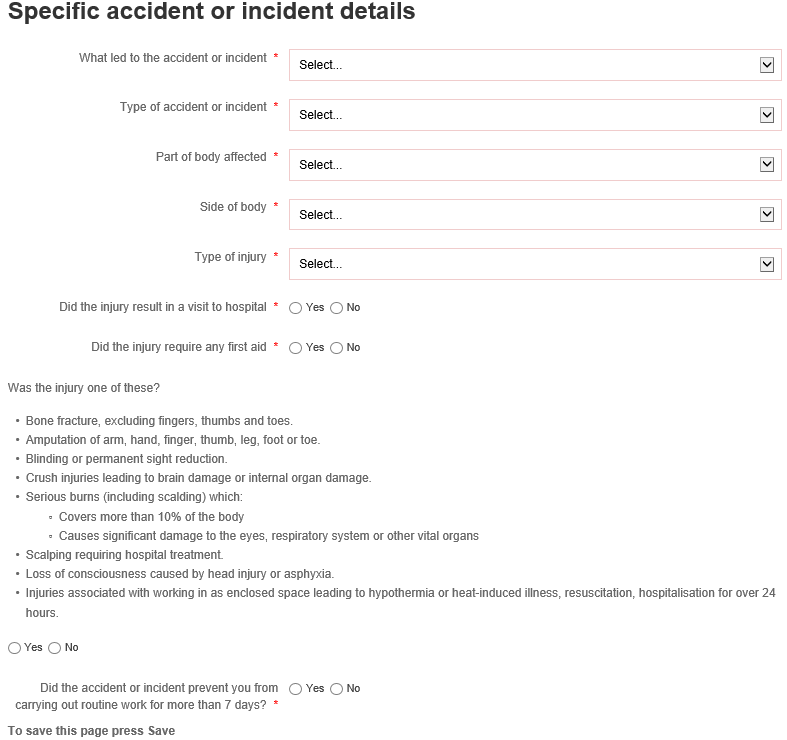 Specific accident or incident details
What led to the accident or incident * Select...
Type of accident or incident * Select...
Part of body affected * Select...
Side of body * Select...
Type of injury * Select...
Did the injury result in a visit to hospital * Yes No
Did the injury require any first aid * Yes No
Was the injury one of these?
• Bone fracture, excluding fingers, thumbs and toes.
• Amputation of arm, hand, finger, thumb, leg, foot or toe.
• Blinding or permanent sight reduction.
• Crush injuries leading to brain damage or internal organ damage.
• Serious burns (including scalding) which:
◦ Covers more than 10% of the body
◦ Causes significant damage to the eyes, respiratory system or other vital organs
• Scalping requiring hospital treatment.
• Loss of consciousness caused by head injury or asphyxia.
• Injuries associated with working in as enclosed space leading to hypothermia or heat-induced illness, resuscitation, hospitalisation for over 24
hours.
Yes No
Did the accident or incident prevent you from Yes No
carrying out routine work for more than 7 days? *
To save this page press Save